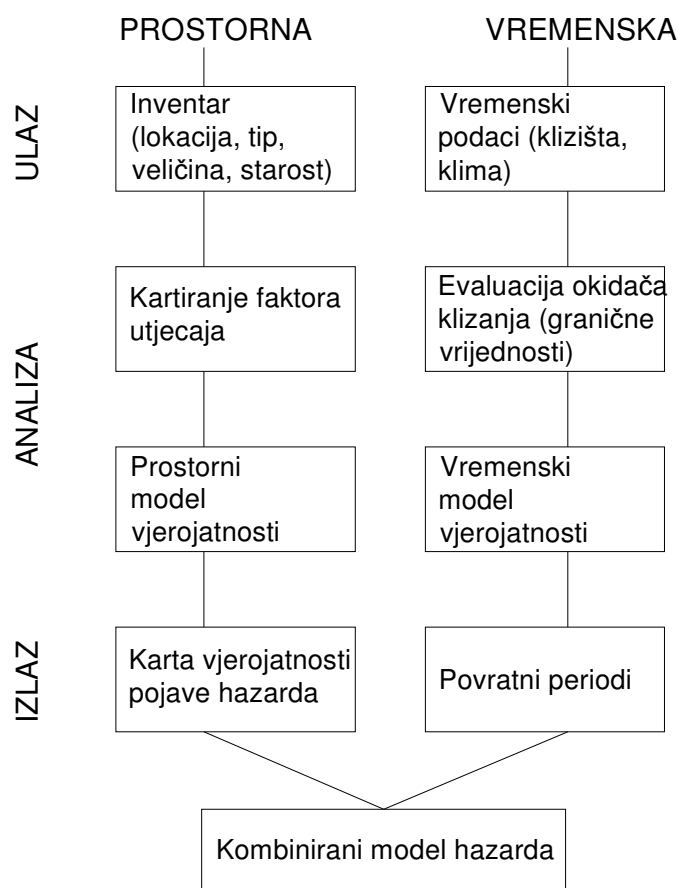 PROSTORNA
VREMENSKA
ULAZ
Inventar
(lokacija, tip,
veličina, starost)
Vremenski
podaci (klizišta,
klima)
ANALIZA
Kartiranje faktora
utjecaja
Evaluacija okidača
klizanja (granične
vrijednosti)
Prostorni
model
vjerojatnosti
Vremenski
model
vjerojatnosti
IZLAZ
Karta vjerojatnosti
pojave hazarda
Povratni periodi
Kombinirani model hazarda